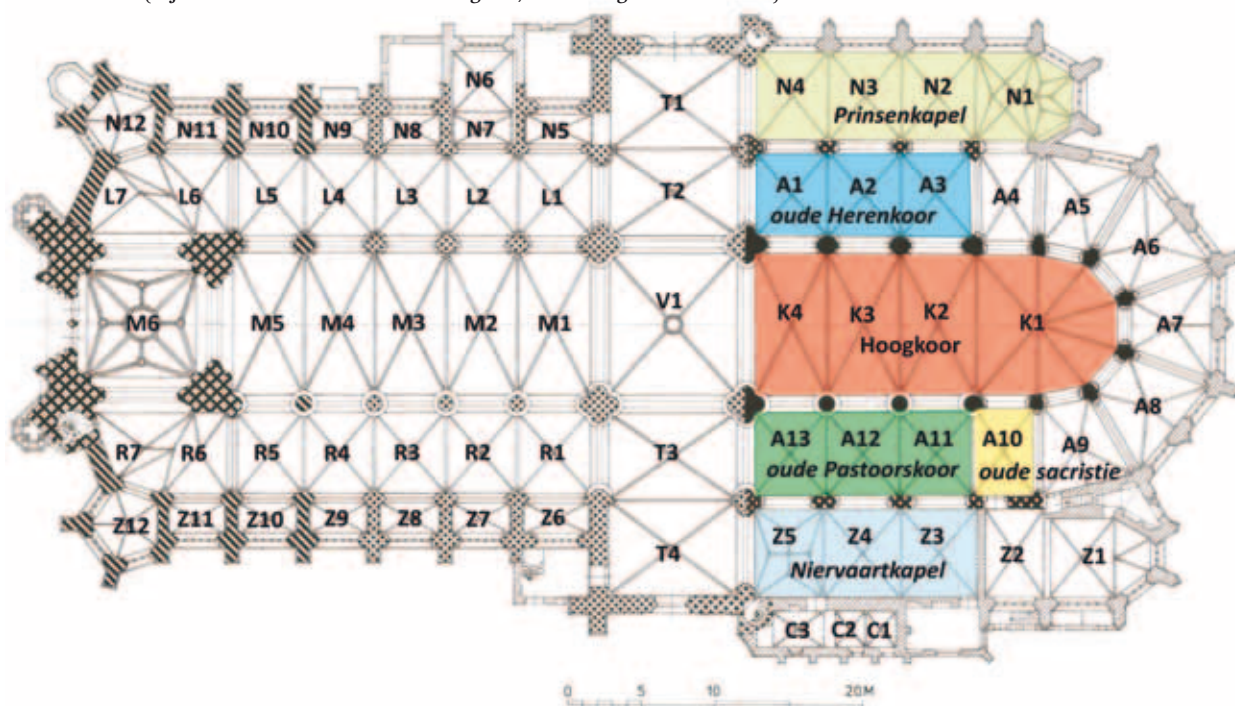 N6
T1
N4 N3 N2 N1
Prinsenkapel
N12 N11 N10 N9 N8 N7 N5
L7 L6 L5 L4 L3 L2 L1 T2 A1 A2 A3 A4 A5
oude Herenkoor
A6
M6 M5 M4 M3 M2 M1 V1 K4 K3 K2 K1 A7
Hoogkoor
A8
R7 R6 R5 R4 R3 R2 R1 T3 A13 A12 A11 A10 A9
oude Pastoorskoor oude sacristie
Z12 Z11 Z10 Z9 Z8 Z7 Z6
T4 Z5 Z4 Z3 Z2 Z1
Niervaartkapel
C3 C2 C1
0 5 10 20M